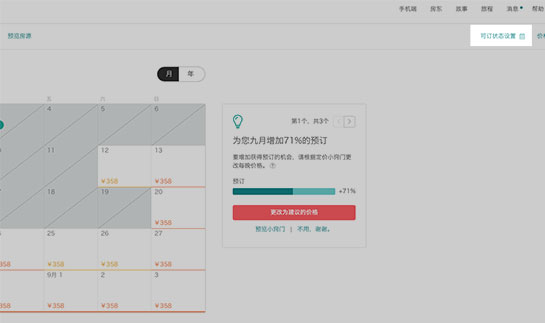 手机端 房东 故事 旅程 消息 帮助
预览房源 可订状态设置
月 年
五 六 日
4 5 6
第1个，共3个
为您九月增加71%的预订
要增加获得预订的机会，请根据定价小窍门更
改每晚价格。
预订
+71%
更改为建议的价格
预览小窍门 | 不用，谢谢。
11 12 13
¥358 ¥358
18 19 20
¥358
25 26 27
358 ¥358 ¥358 ¥358
9月 1 2 3
358 ¥358 ¥358 ¥358